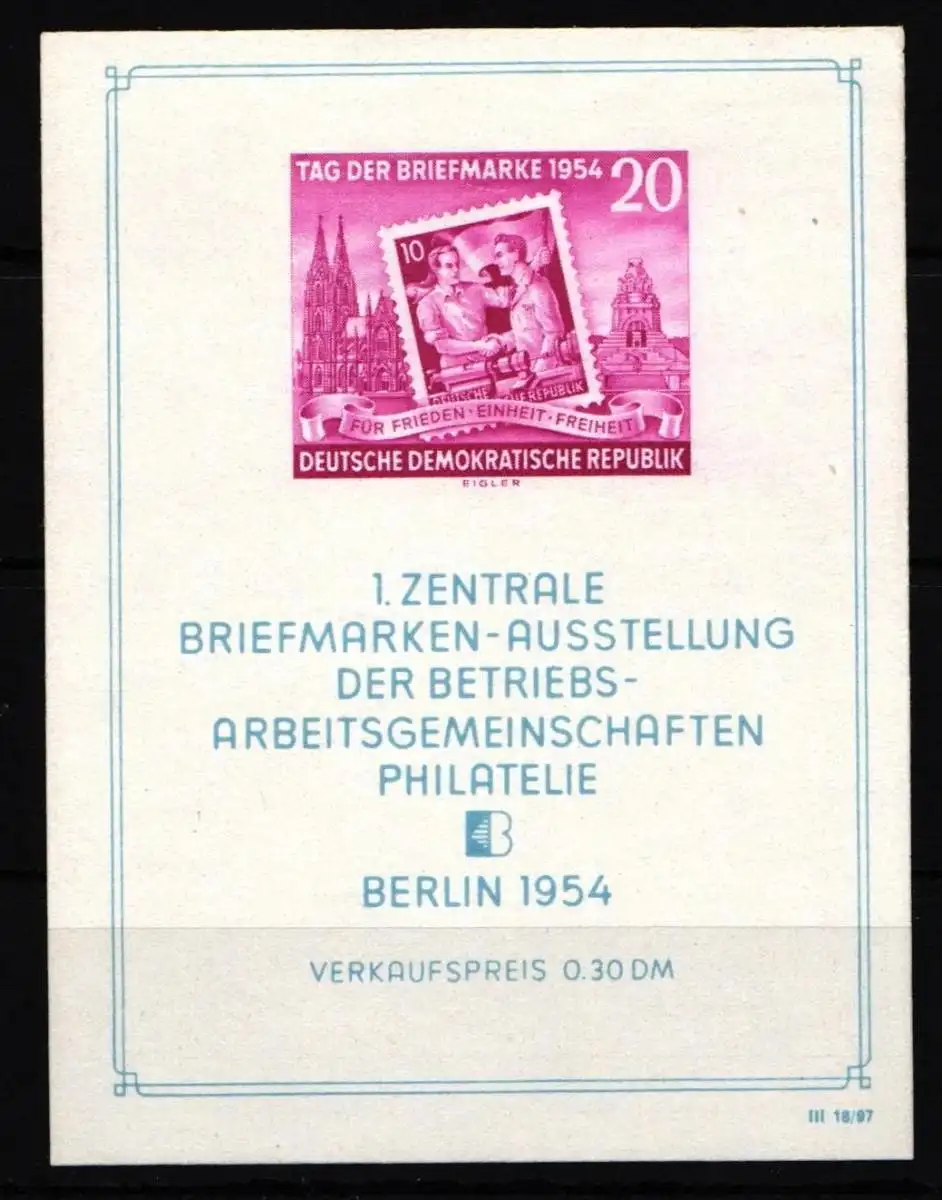 TAG DER BRIEFMARKE 1954 20
10
DEUTSCHE REPUBLIK
FÜR FRIEDEN · EINHEIT · FREIHEIT
DEUTSCHE DEMOKRATISCHE REPUBLIK
EIGLER
1. ZENTRALE
BRIEFMARKEN-AUSSTELLUNG
DER BETRIEBS-
ARBEITSGEMEINSCHAFTEN
PHILATELIE
B
BERLIN 1954
VERKAUFSPREIS 0.30 DM
III 18/97